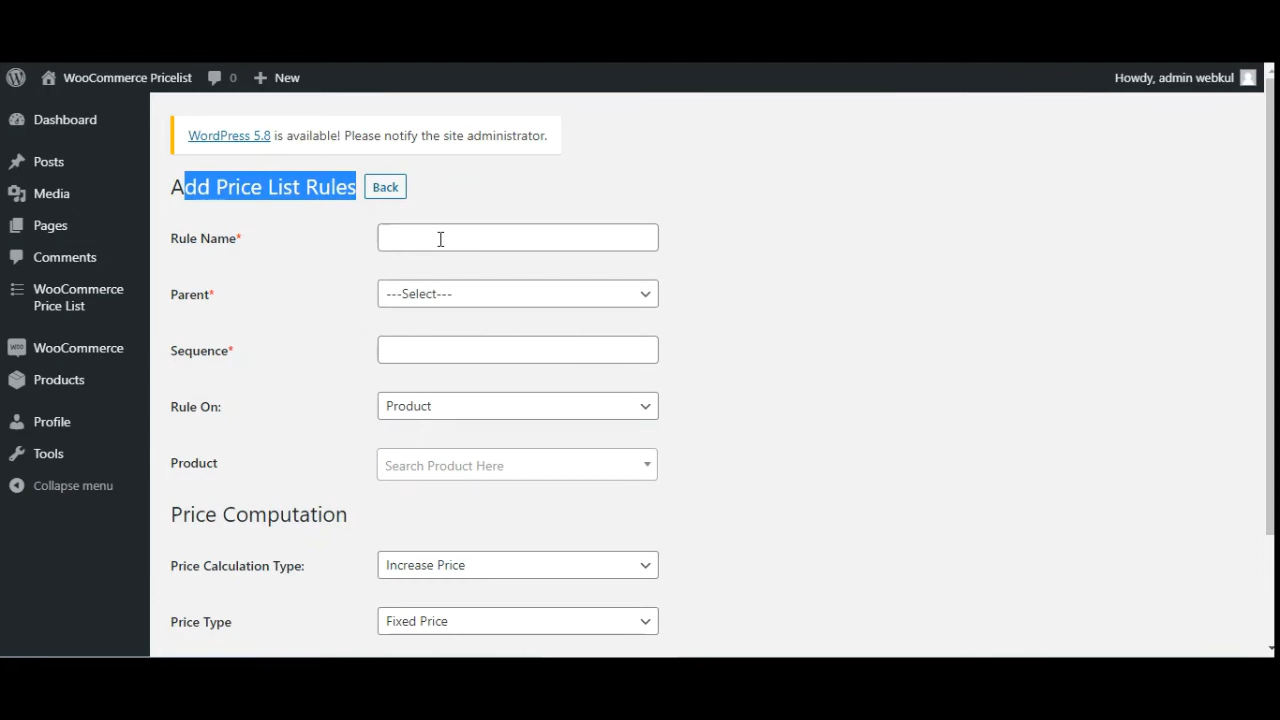 WooCommerce Pricelist 0 New Howdy, admin webkul
Dashboard
Posts
Media
Pages
Comments
WooCommerce
Price List
WooCommerce
Products
Profile
Tools
Collapse menu
WordPress 5.8 is available! Please notify the site administrator.
Add Price List Rules Back
Rule Name*
Parent* ---Select---
Sequence*
Rule On: Product
Product Search Product Here
Price Computation
Price Calculation Type: Increase Price
Price Type Fixed Price